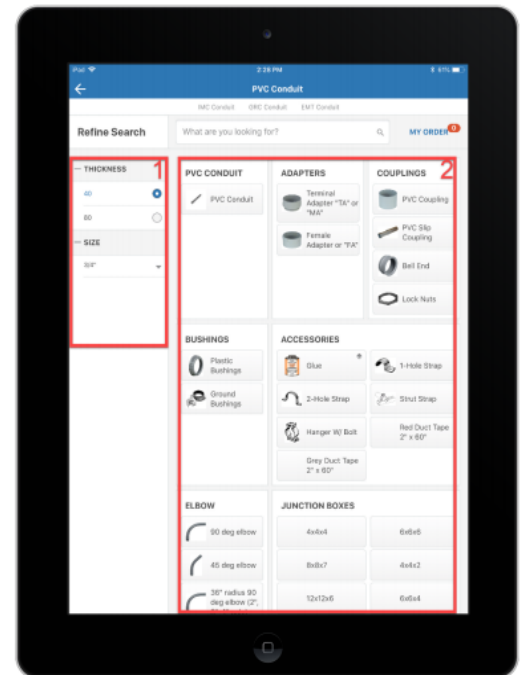 iPad
2:28 PM
PVC Conduit
IMC Conduit GRC Conduit EMT Conduit
Refine Search
What are you looking for?
MY ORDER
0
THICKNESS
1
40
80
SIZE
3/4"
2
PVC CONDUIT
PVC Conduit
ADAPTERS
Terminal
Adapter "TA" or
"MA"
Female
Adapter or "FA"
COUPLINGS
PVC Coupling
PVC Slip
Coupling
Bell End
Lock Nuts
BUSHINGS
Plastic
Bushings
Ground
Bushings
ACCESSORIES
Glue
1-Hole Strap
2-Hole Strap
Strut Strap
Hanger W/ Bolt
Red Duct Tape
2" x 60"
Grey Duct Tape
2" x 60"
ELBOW
90 deg elbow
45 deg elbow
36" radius 90
deg elbow (2",
JUNCTION BOXES
4x4x4
6x6x6
8x8x7
4x4x2
12x12x6
6x6x4